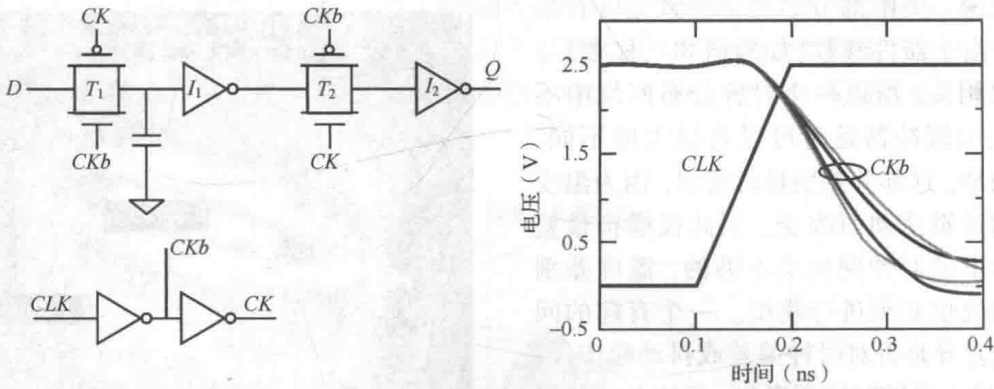 CK
D
T₁
I₁
CKb
CKb
T₂
I₂
Q
CK
CKb
CLK
CK
电压（V）
2.5
1.5
0.5
−0.5
CLK
CKb
0
0.1
0.2
0.3
0.4
时间（ns）